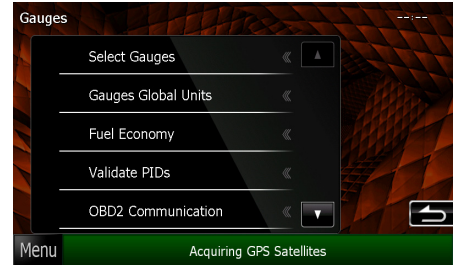 Gauges
--:--
Select Gauges
Gauges Global Units
Fuel Economy
Validate PIDs
OBD2 Communication
Menu
Acquiring GPS Satellites